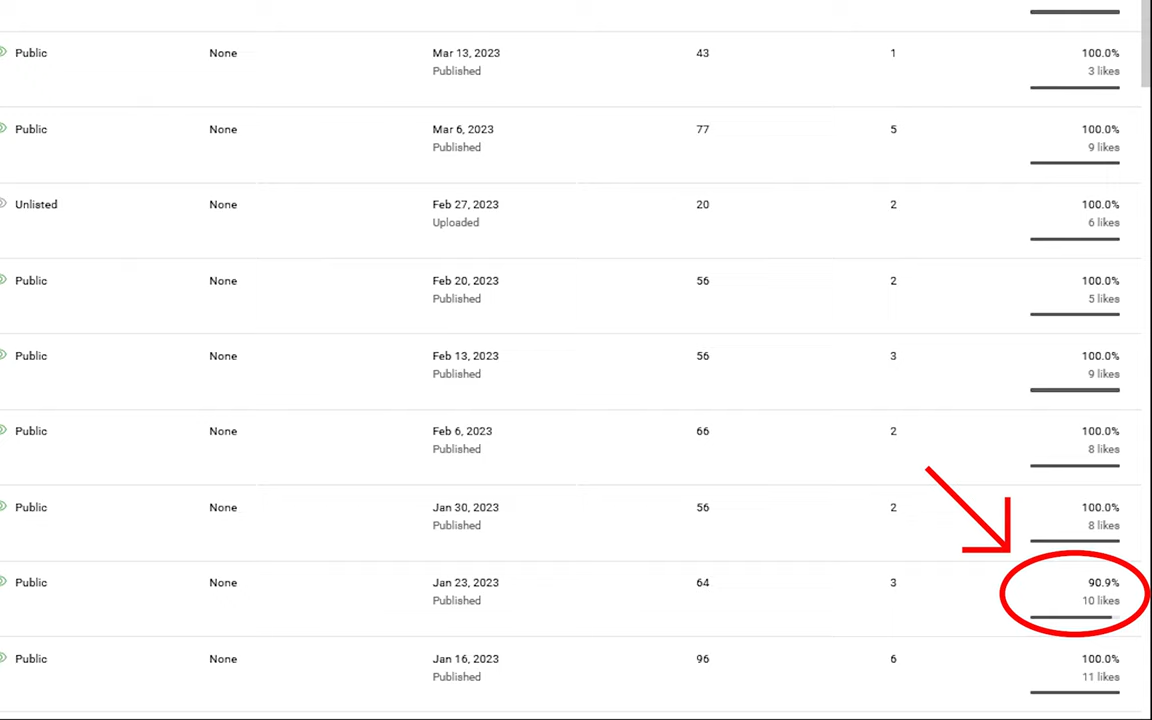 Public None Mar 13, 2023 43 1 100.0%
Published 3 likes
Public None Mar 6, 2023 77 5 100.0%
Published 9 likes
Unlisted None Feb 27, 2023 20 2 100.0%
Uploaded 6 likes
Public None Feb 20, 2023 56 2 100.0%
Published 5 likes
Public None Feb 13, 2023 56 3 100.0%
Published 9 likes
Public None Feb 6, 2023 66 2 100.0%
Published 8 likes
Public None Jan 30, 2023 56 2 100.0%
Published 8 likes
Public None Jan 23, 2023 64 3 90.9%
Published 10 likes
Public None Jan 16, 2023 96 6 100.0%
Published 11 likes